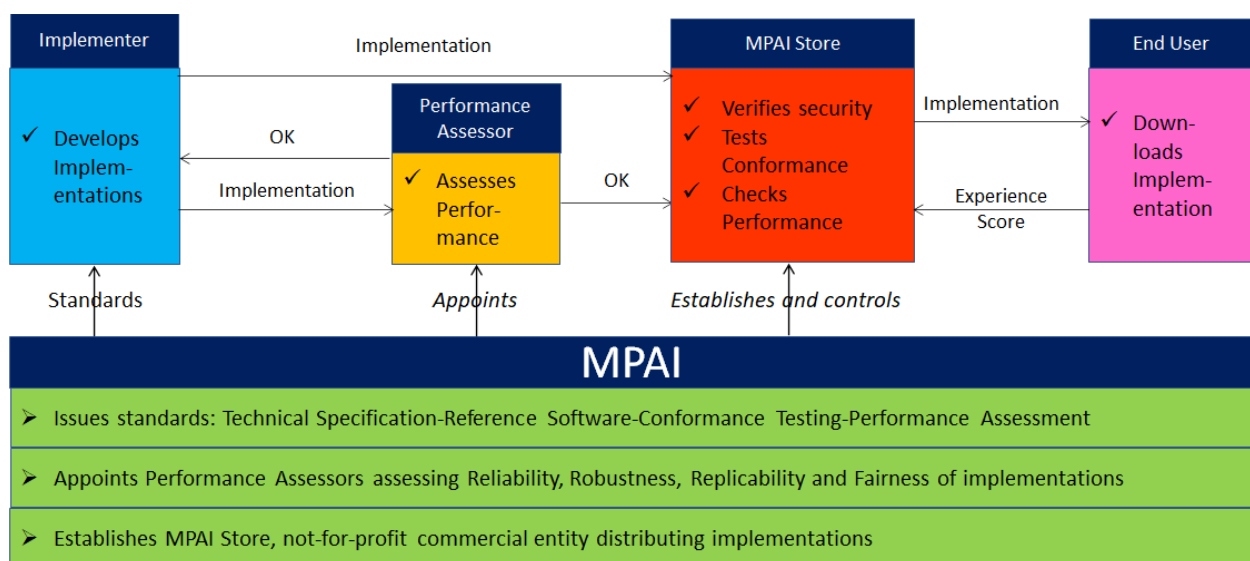 Implementer
✓ Develops
Implem-
entations
Implementation
OK
Implementation
Performance
Assessor
✓ Assesses
Perfor-
mance
OK
MPAI Store
✓ Verifies security
✓ Tests
Conformance
✓ Checks
Performance
Implementation
Experience
Score
End User
✓ Down-
loads
Implem-
entation
Standards
Appoints
Establishes and controls
MPAI
➢ Issues standards: Technical Specification-Reference Software-Conformance Testing-Performance Assessment
➢ Appoints Performance Assessors assessing Reliability, Robustness, Replicability and Fairness of implementations
➢ Establishes MPAI Store, not-for-profit commercial entity distributing implementations